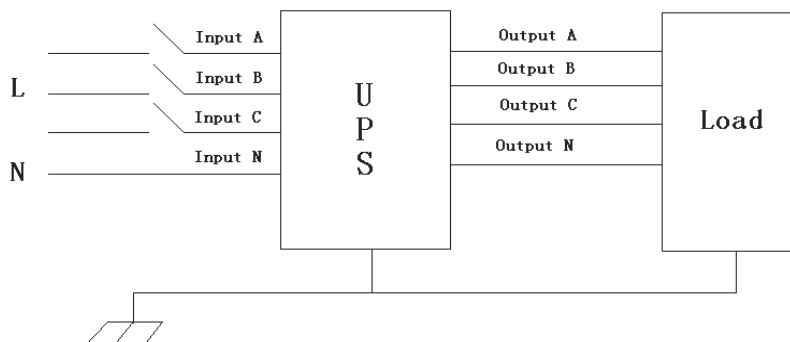 Input A
Input B
L
Input C
Input N
N
U
P
S
Output A
Output B
Output C
Output N
Load